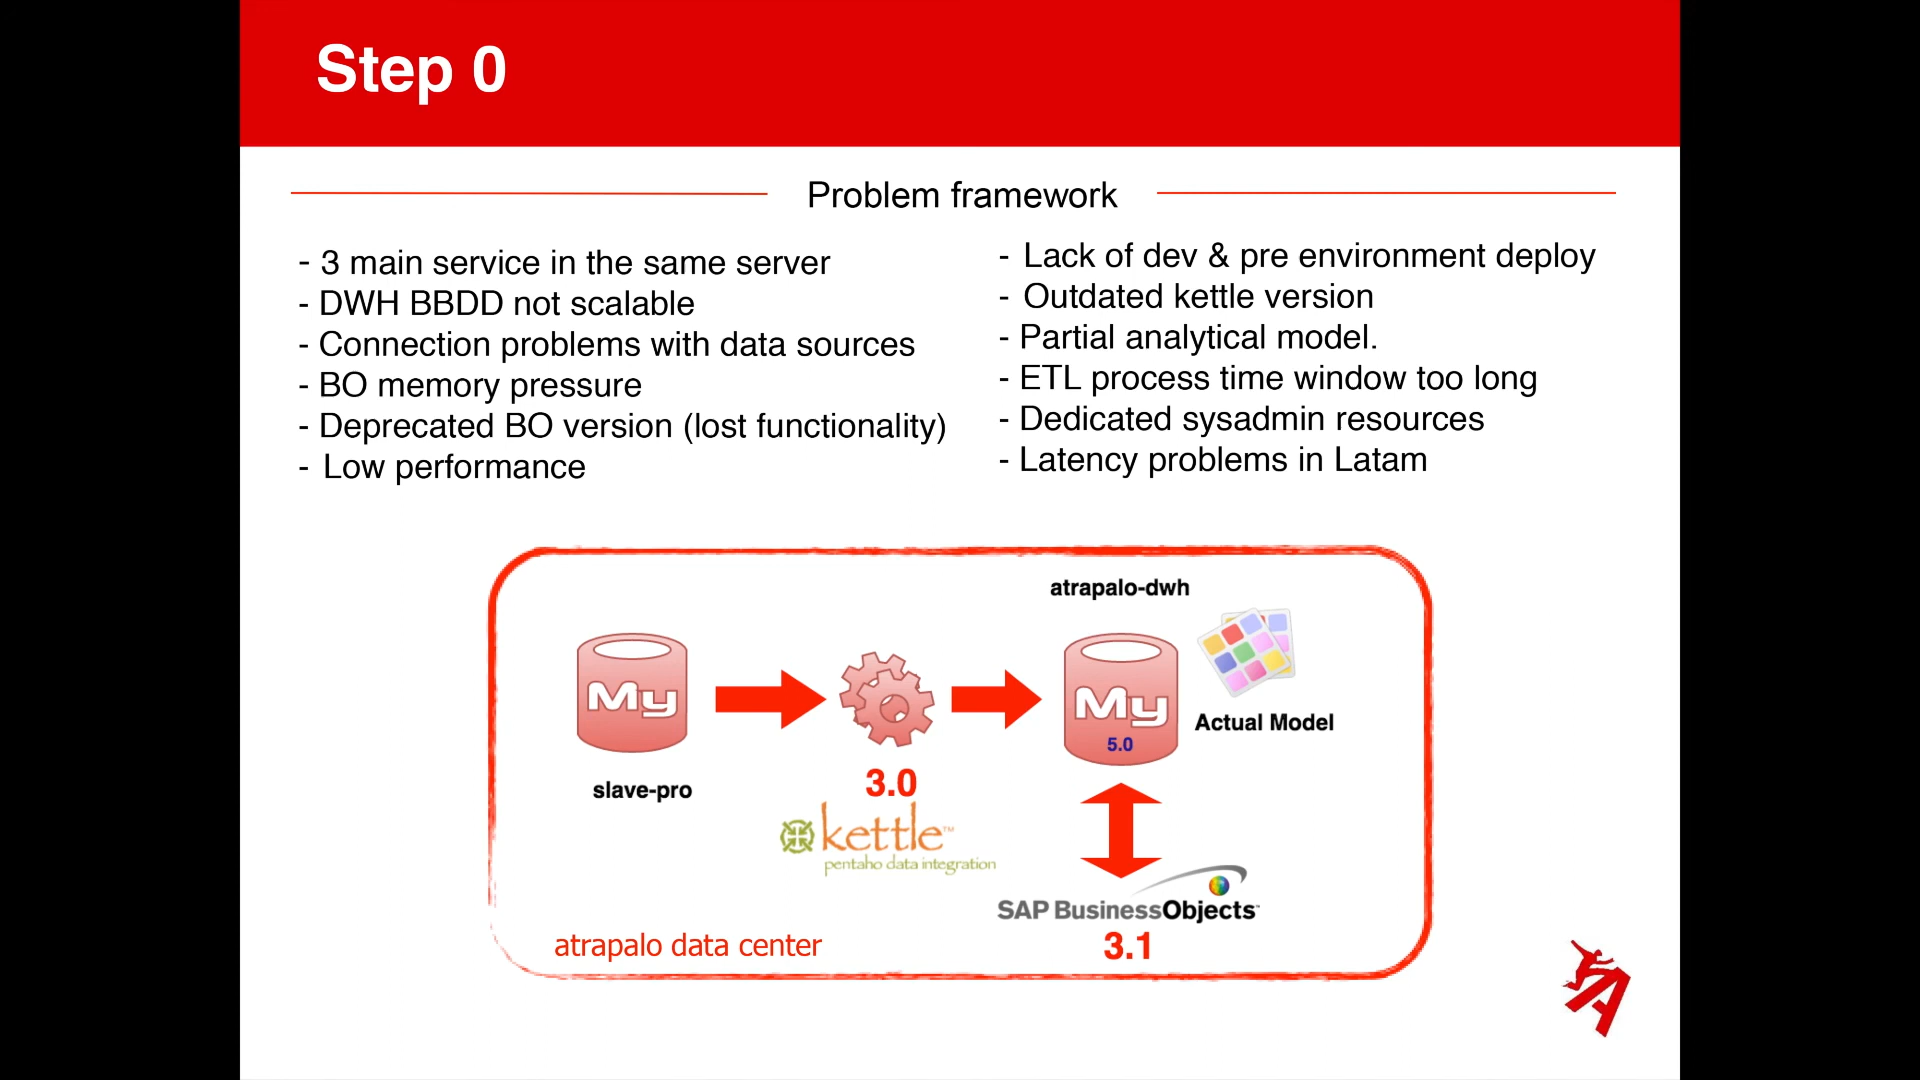 Step 0
Problem framework
- 3 main service in the same server
- DWH BBDD not scalable
- Connection problems with data sources
- BO memory pressure
- Deprecated BO version (lost functionality)
- Low performance
- Lack of dev & pre environment deploy
- Outdated kettle version
- Partial analytical model.
- ETL process time window too long
- Dedicated sysadmin resources
- Latency problems in Latam
atrapalo-dwh
My
My
5.0
Actual Model
slave-pro
3.0
kettle™
pentaho data integration
SAP BusinessObjects™
3.1
atrapalo data center
A